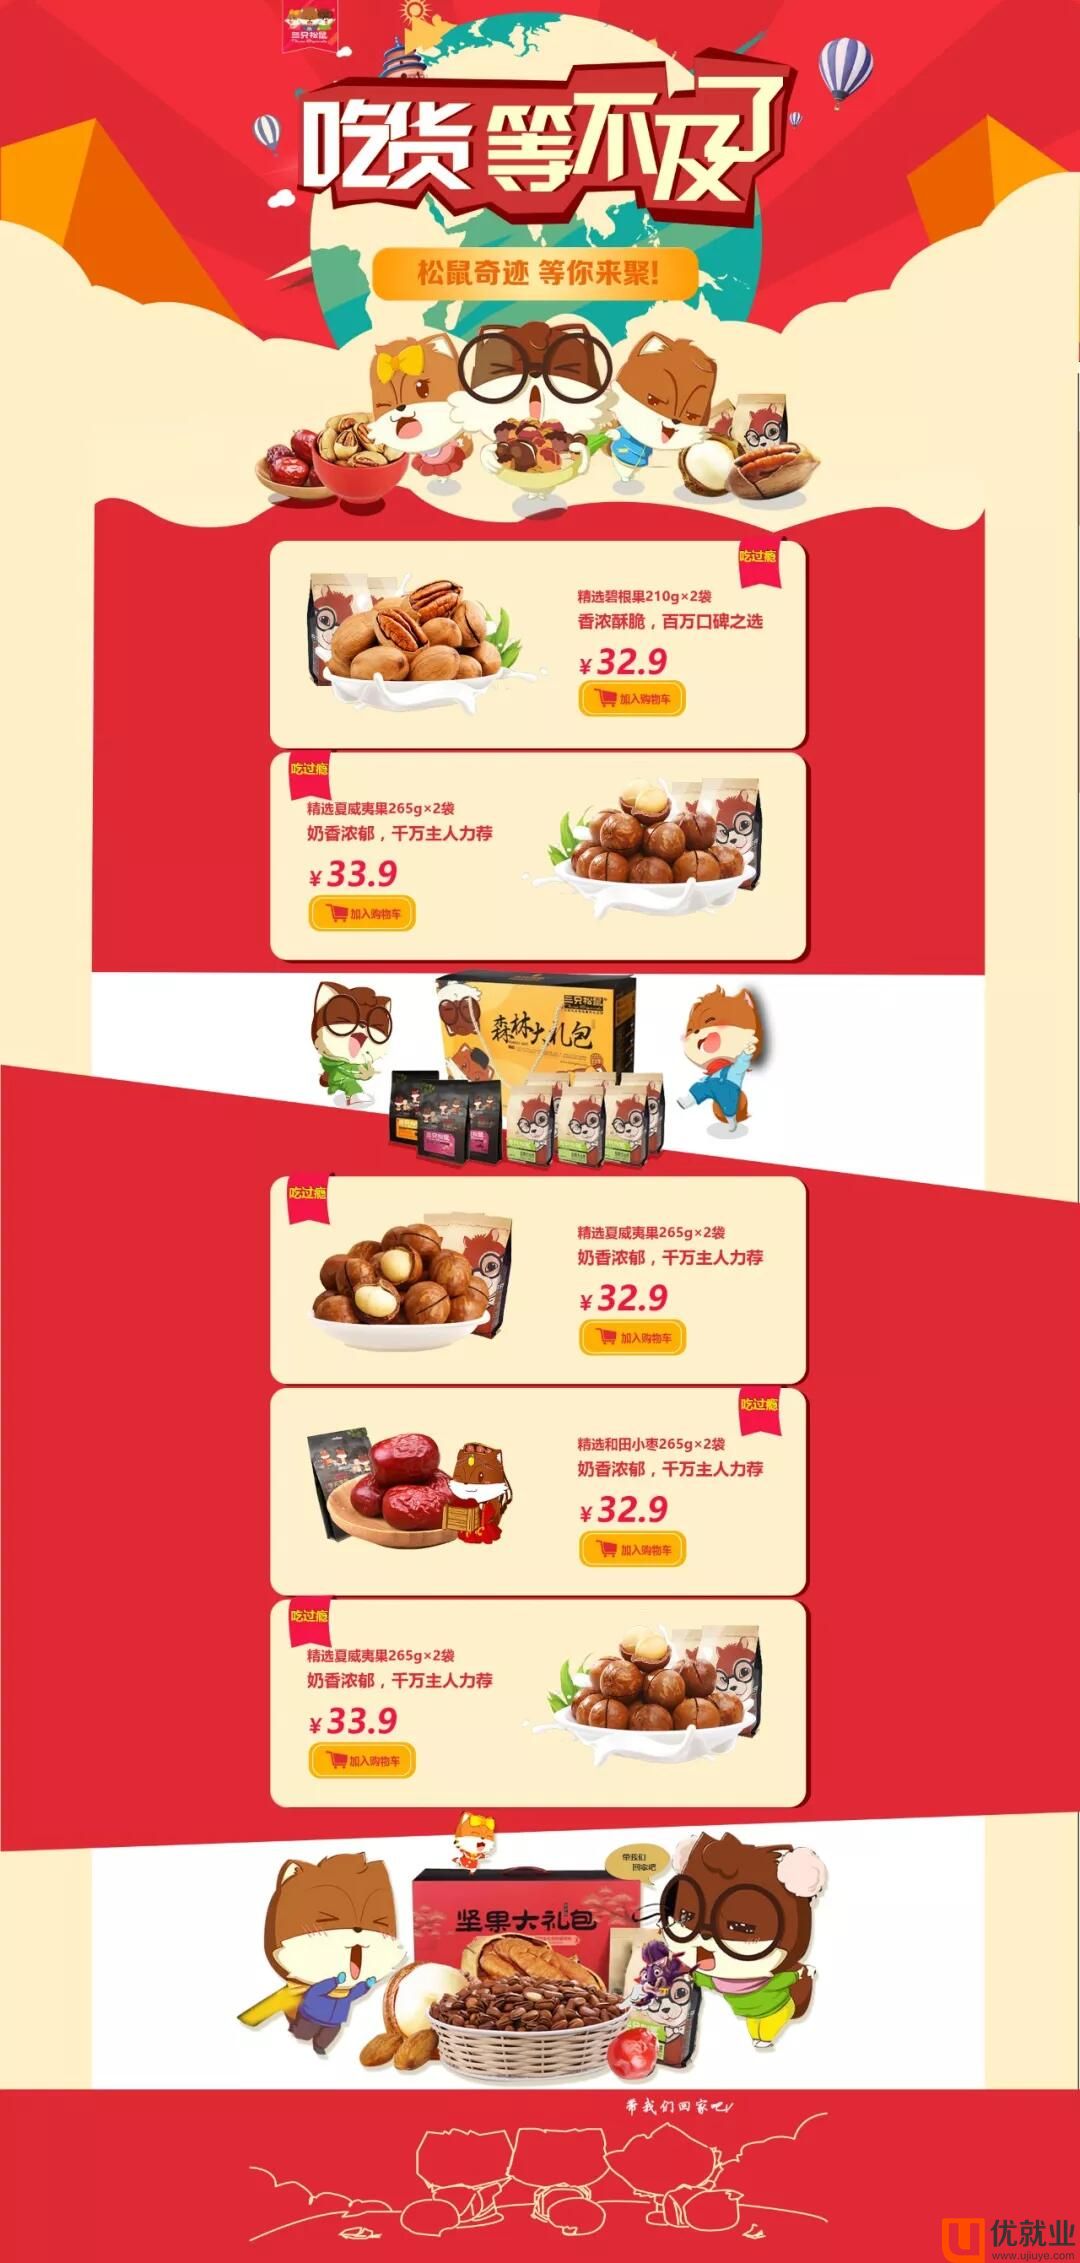 三只松鼠
吃货 等不及了
松鼠奇迹 等你来聚!
吃过瘾
精选碧根果210g×2袋
香浓酥脆，百万口碑之选
¥32.9
加入购物车
吃过瘾
精选夏威夷果265g×2袋
奶香浓郁，千万主人力荐
¥33.9
加入购物车
三只松鼠
森林大礼包
吃过瘾
精选夏威夷果265g×2袋
奶香浓郁，千万主人力荐
¥32.9
加入购物车
吃过瘾
精选和田小枣265g×2袋
奶香浓郁，千万主人力荐
¥32.9
加入购物车
吃过瘾
精选夏威夷果265g×2袋
奶香浓郁，千万主人力荐
¥33.9
加入购物车
带我们
回家吧
坚果大礼包
带我们回家吧
优就业
www.ujiuye.com